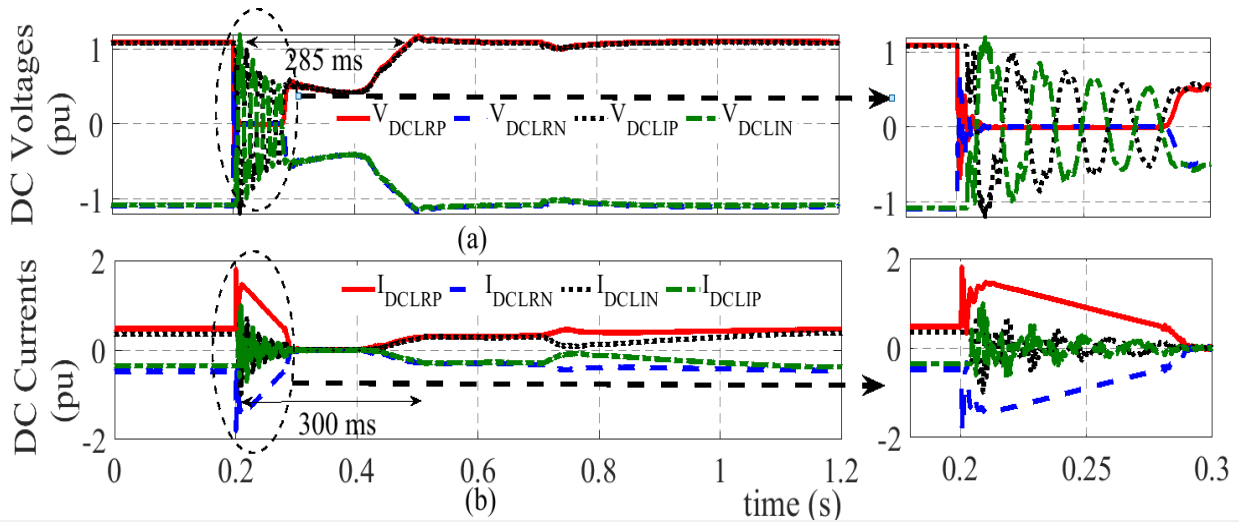 DC Voltages
(pu)
1
0
-1
285 ms
V_DCLRP V_DCLRN V_DCLIP V_DCLIN
(a)
1
0
-1
DC Currents
(pu)
2
0
-2
I_DCLRP I_DCLRN I_DCLIN I_DCLIP
300 ms
0 0.2 0.4 0.6 0.8 1 1.2
(b)
time (s)
2
0
-2
0.2 0.25 0.3